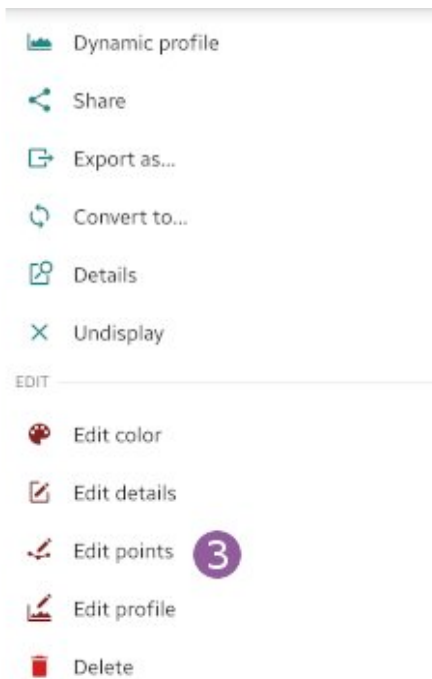 Dynamic profile
Share
Export as...
Convert to...
Details
Undisplay
EDIT
Edit color
Edit details
Edit points 3
Edit profile
Delete